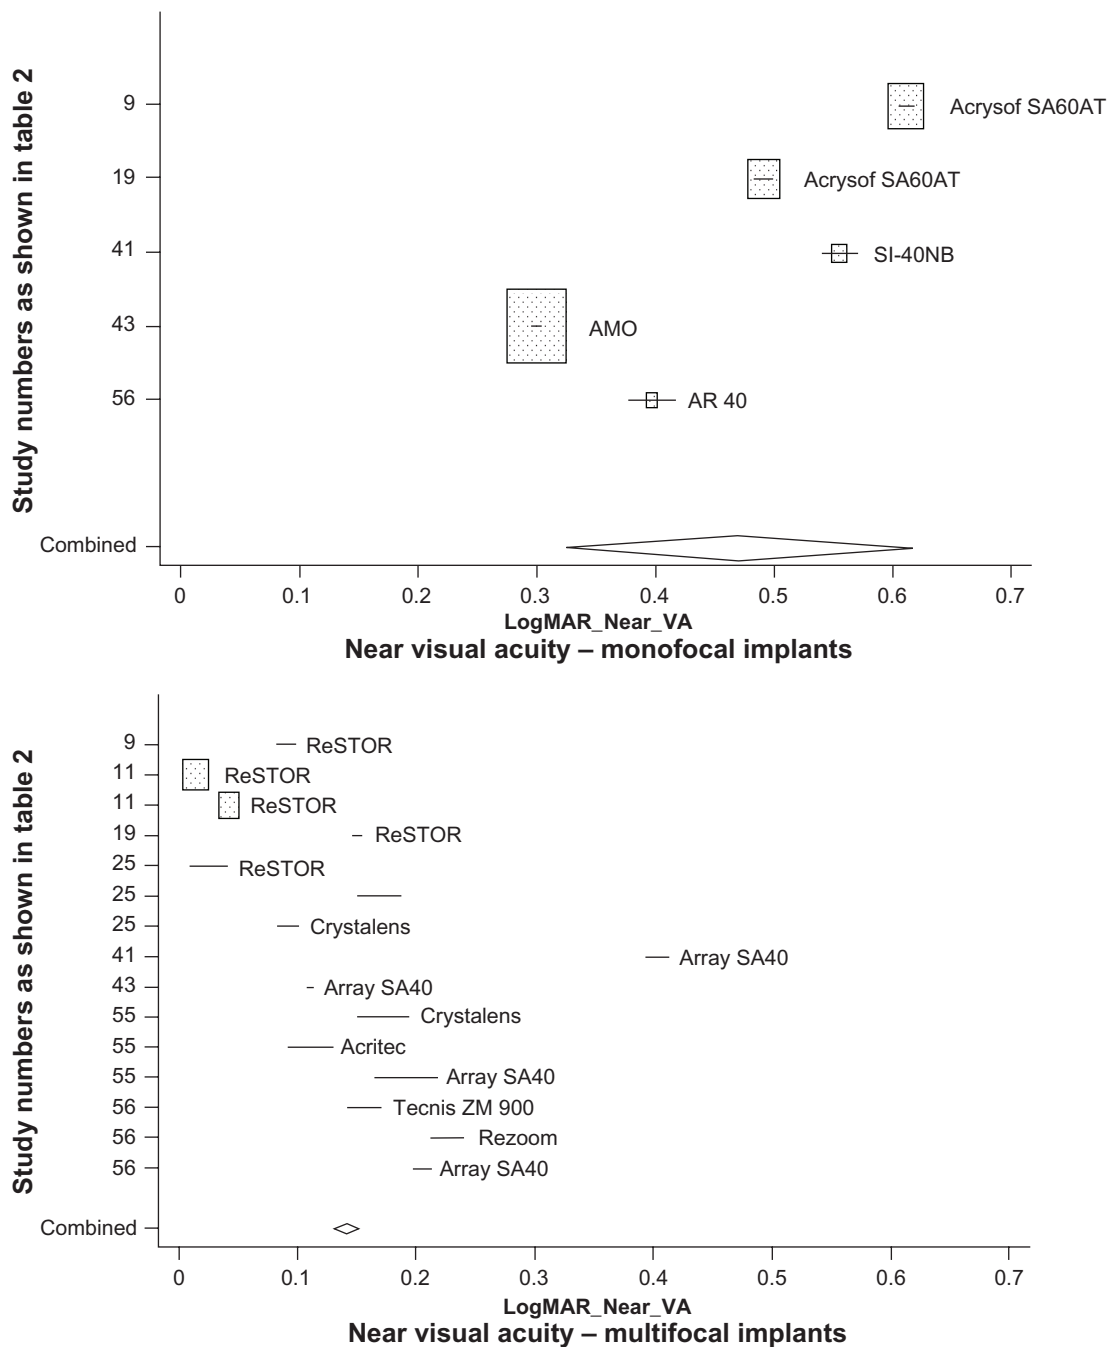 Study numbers as shown in table 2
9 Acrysof SA60AT
19 Acrysof SA60AT
41 SI-40NB
43 AMO
56 AR 40
Combined
0 0.1 0.2 0.3 0.4 0.5 0.6 0.7
LogMAR_Near_VA
Near visual acuity – monofocal implants
Study numbers as shown in table 2
9 ReSTOR
11 ReSTOR
11 ReSTOR
19 ReSTOR
25 ReSTOR
25
25 Crystalens
41 Array SA40
43 Array SA40
55 Crystalens
55 Acritec
55 Array SA40
56 Tecnis ZM 900
56 Rezoom
56 Array SA40
Combined
0 0.1 0.2 0.3 0.4 0.5 0.6 0.7
LogMAR_Near_VA
Near visual acuity – multifocal implants